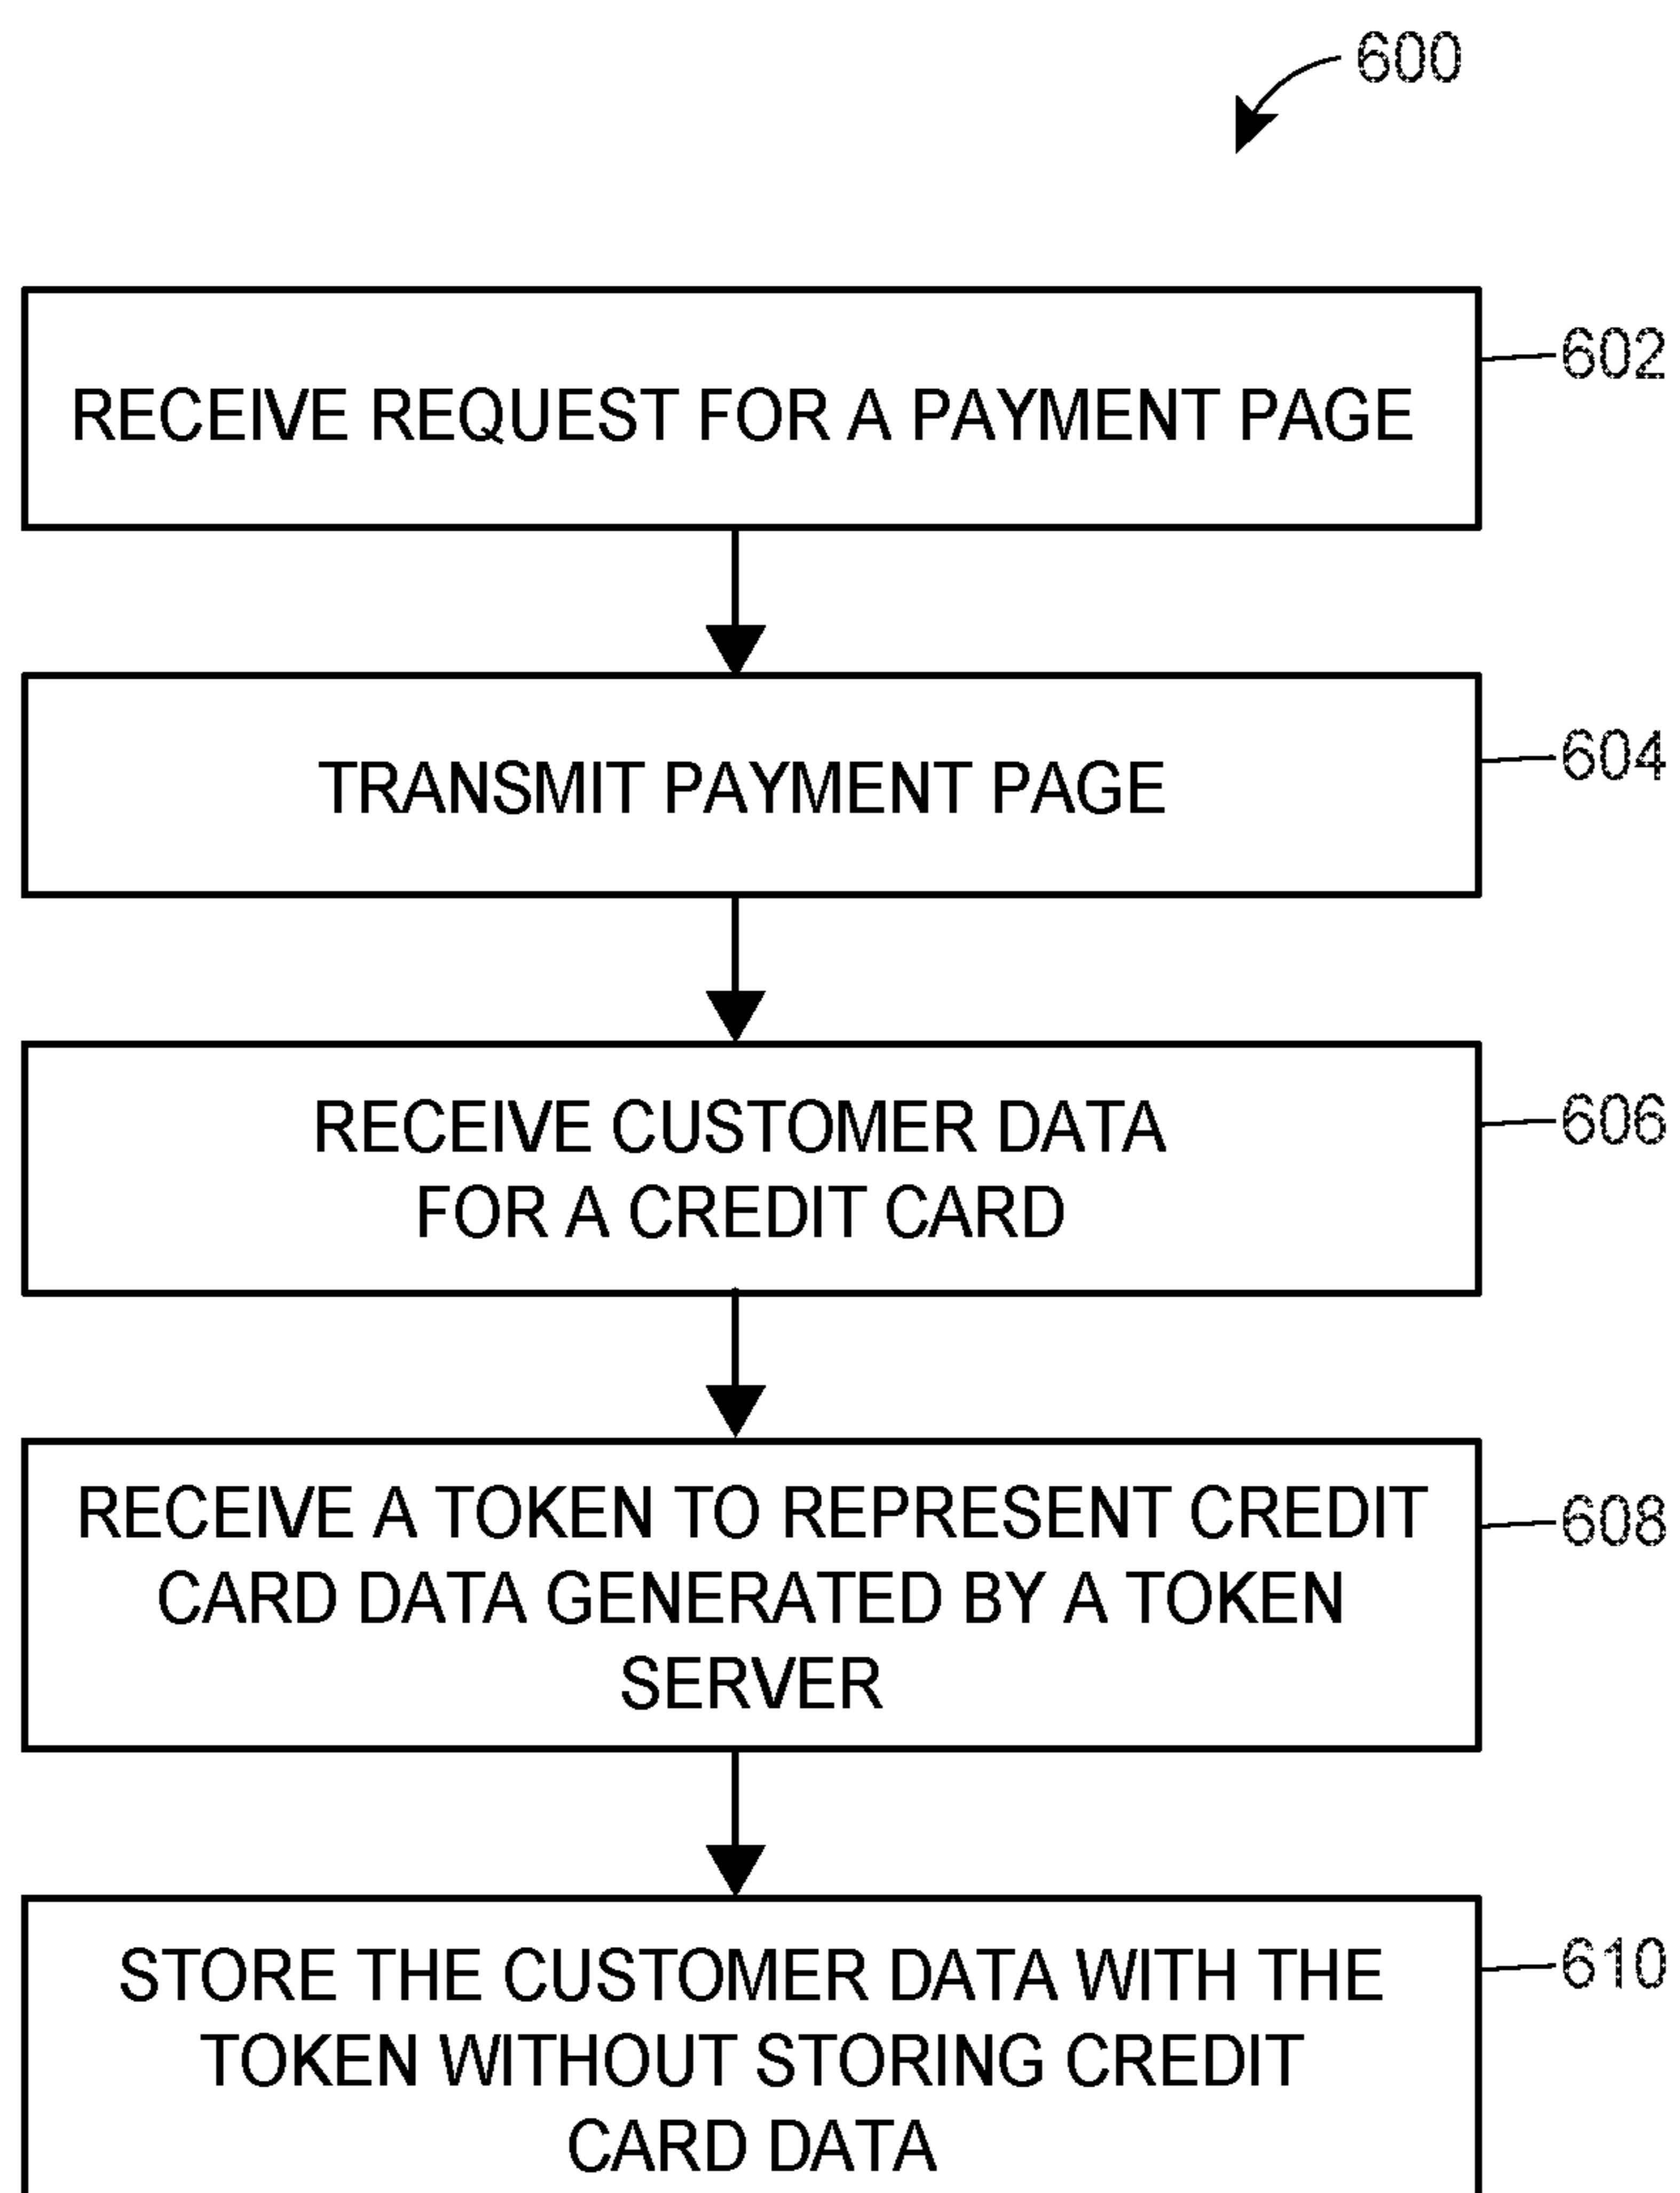 600
RECEIVE REQUEST FOR A PAYMENT PAGE
602
TRANSMIT PAYMENT PAGE
604
RECEIVE CUSTOMER DATA
FOR A CREDIT CARD
606
RECEIVE A TOKEN TO REPRESENT CREDIT
CARD DATA GENERATED BY A TOKEN
SERVER
608
STORE THE CUSTOMER DATA WITH THE
TOKEN WITHOUT STORING CREDIT
CARD DATA
610